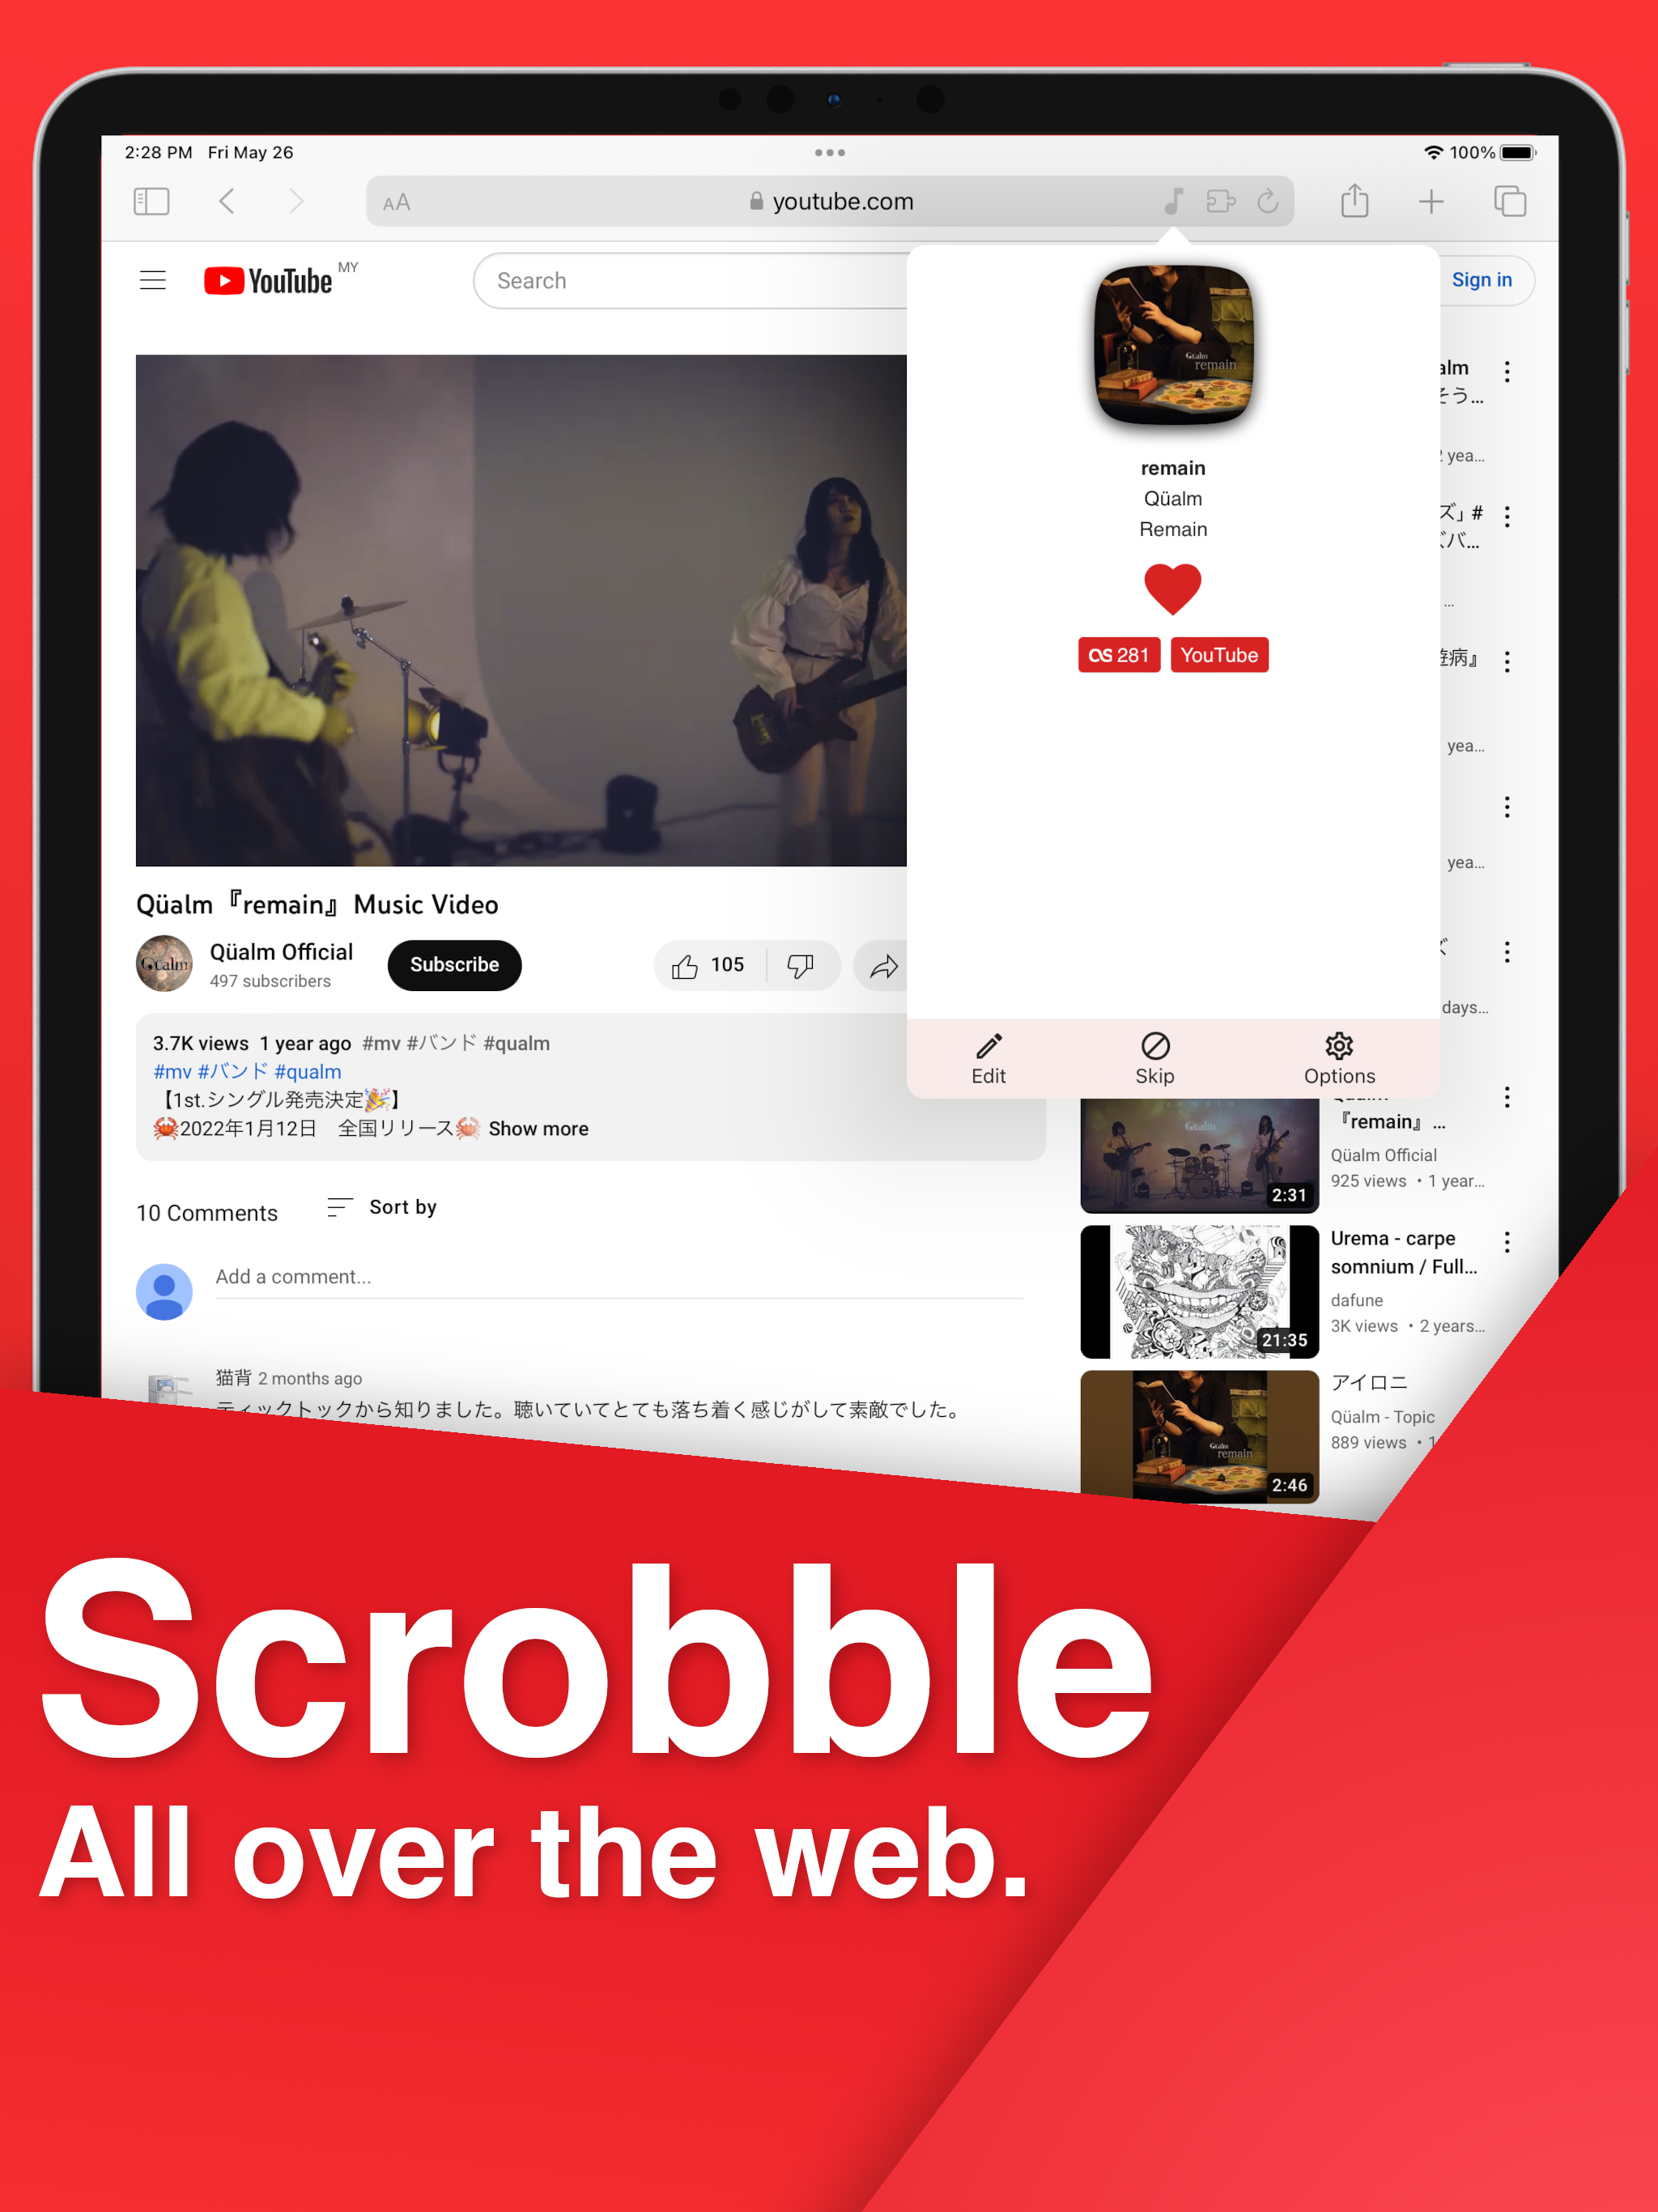 2:28 PM Fri May 26
100%
AA
youtube.com
YouTube MY
Search
Sign in
remain
Qüalm
Remain
281
YouTube
Edit
Skip
Options
Qüalm『remain』Music Video
Qüalm
Qüalm Official
497 subscribers
Subscribe
105
3.7K views 1 year ago #mv #バンド #qualm
#mv #バンド #qualm
【1st.シングル発売決定🎉】
🦀2022年1月12日　全国リリース🦀 Show more
10 Comments
Sort by
Add a comment...
猫背 2 months ago
ティックトックから知りました。聴いていてとても落ち着く感じがして素敵でした。
alm
そう...
yea...
ズ」#
バ...
...
遊病』
yea...
yea...
ズ
days...
Qüalm
remain
Qüalm
『remain』 ...
Qüalm Official
925 views • 1 year...
2:31
Urema - carpe
somnium / Full...
dafune
3K views • 2 years...
21:35
アイロニ
Qüalm - Topic
889 views • 1
Qüalm
remain
2:46
Scrobble
All over the web.